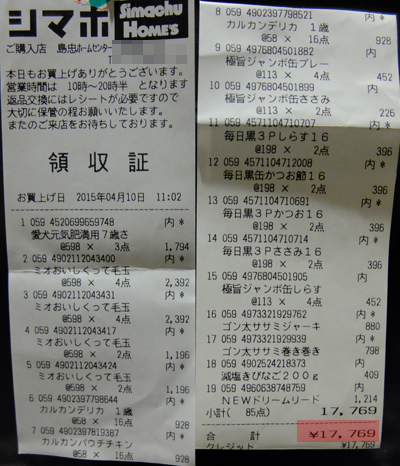 シマホ Simachu HOME'S
ご購入店 島忠ホームセンター
本日もお買上げありがとうございます。
営業時間は 10時~20時半 となります
返品交換にはレシートが必要ですので
大切に保管の程お願いいたします。
またのご来店をお待ちしております。
領収証
お買上げ日 2015年04月10日 11:02
1 059 4520699659748 内*
愛犬元気肥満用7歳さ
@598 × 3点 1,794
2 059 4902112043400 内*
ミオおいしくって毛玉
@598 × 4点 2,392
3 059 4902112043431 内*
ミオおいしくって毛玉
@598 × 4点 2,392
4 059 4902112043417 内*
ミオおいしくって毛玉
@598 × 2点 1,196
5 059 4902112043424 内*
ミオおいしくって毛玉
@598 × 2点 1,196
6 059 4902397798644 内*
カルカンデリカ 1歳
@58 × 16点 928
7 059 4902397819387 内*
カルカンパウチチキン
@58 × 16点 928
8 059 4902397798521 内*
カルカンデリカ 1歳
@58 × 16点 928
9 059 4976804501882 内*
極旨ジャンボ缶プレー
@113 × 4点 452
10 059 4976804501899 内*
極旨ジャンボ缶ささみ
@113 × 2点 226
11 059 4571104710707 内*
毎日黒3Pしらす16
@198 × 2点 396
12 059 4571104712008 内*
毎日黒缶かつお節16
@198 × 2点 396
13 059 4571104710691 内*
毎日黒3Pかつお16
@198 × 2点 396
14 059 4571104710714 内*
毎日黒3Pささみ16
@198 × 2点 396
15 059 4976804501905 内
極旨ジャンボ缶しらす
@113 × 4点 452
16 059 4973321929762 内*
ゴン太ササミジャーキ 880
17 059 4973321929939 内*
ゴン太ササミ巻き巻き 798
18 059 4902524218373 内
減塩きびなご200g 409
19 059 4960638748759 内
NEWドリームリード 1,214
小計( 85点) 17,769
合計 ¥17,769
クレジット ¥17,769